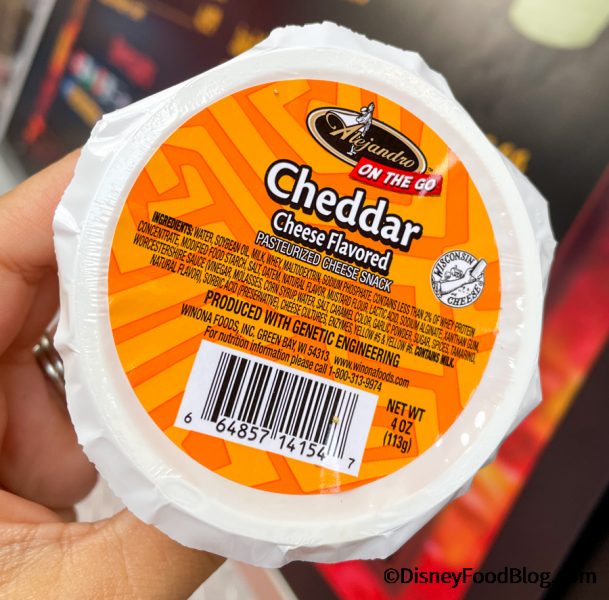 Alejandro
ON THE GO
Cheddar
Cheese Flavored
PASTEURIZED CHEESE SNACK
WISCONSIN
CHEESE
INGREDIENTS: WATER, SOYBEAN OIL, MILK, WHEY, MALTODEXTRIN, SODIUM PHOSPHATE, CONTAINS LESS THAN 2% OF WHEY PROTEIN
CONCENTRATE, MODIFIED FOOD STARCH, SALT, DATEM, NATURAL FLAVOR, MUSTARD FLOUR, LACTIC ACID, SODIUM ALGINATE, XANTHAN GUM,
WORCESTERSHIRE SAUCE (VINEGAR, MOLASSES, CORN SYRUP, WATER, SALT, CARAMEL COLOR, GARLIC POWDER, SUGAR, SPICES, TAMARIND,
NATURAL FLAVOR), SORBIC ACID (PRESERVATIVE), CHEESE CULTURES, ENZYMES, YELLOW #5 & YELLOW #6. CONTAINS MILK.
PRODUCED WITH GENETIC ENGINEERING
WINONA FOODS, INC. GREEN BAY, WI 54313 www.winonafoods.com
For nutrition information please call 1-800-313-9974
NET WT
4 OZ
(113g)
6 64857 14154 7
©DisneyFoodBlog.com